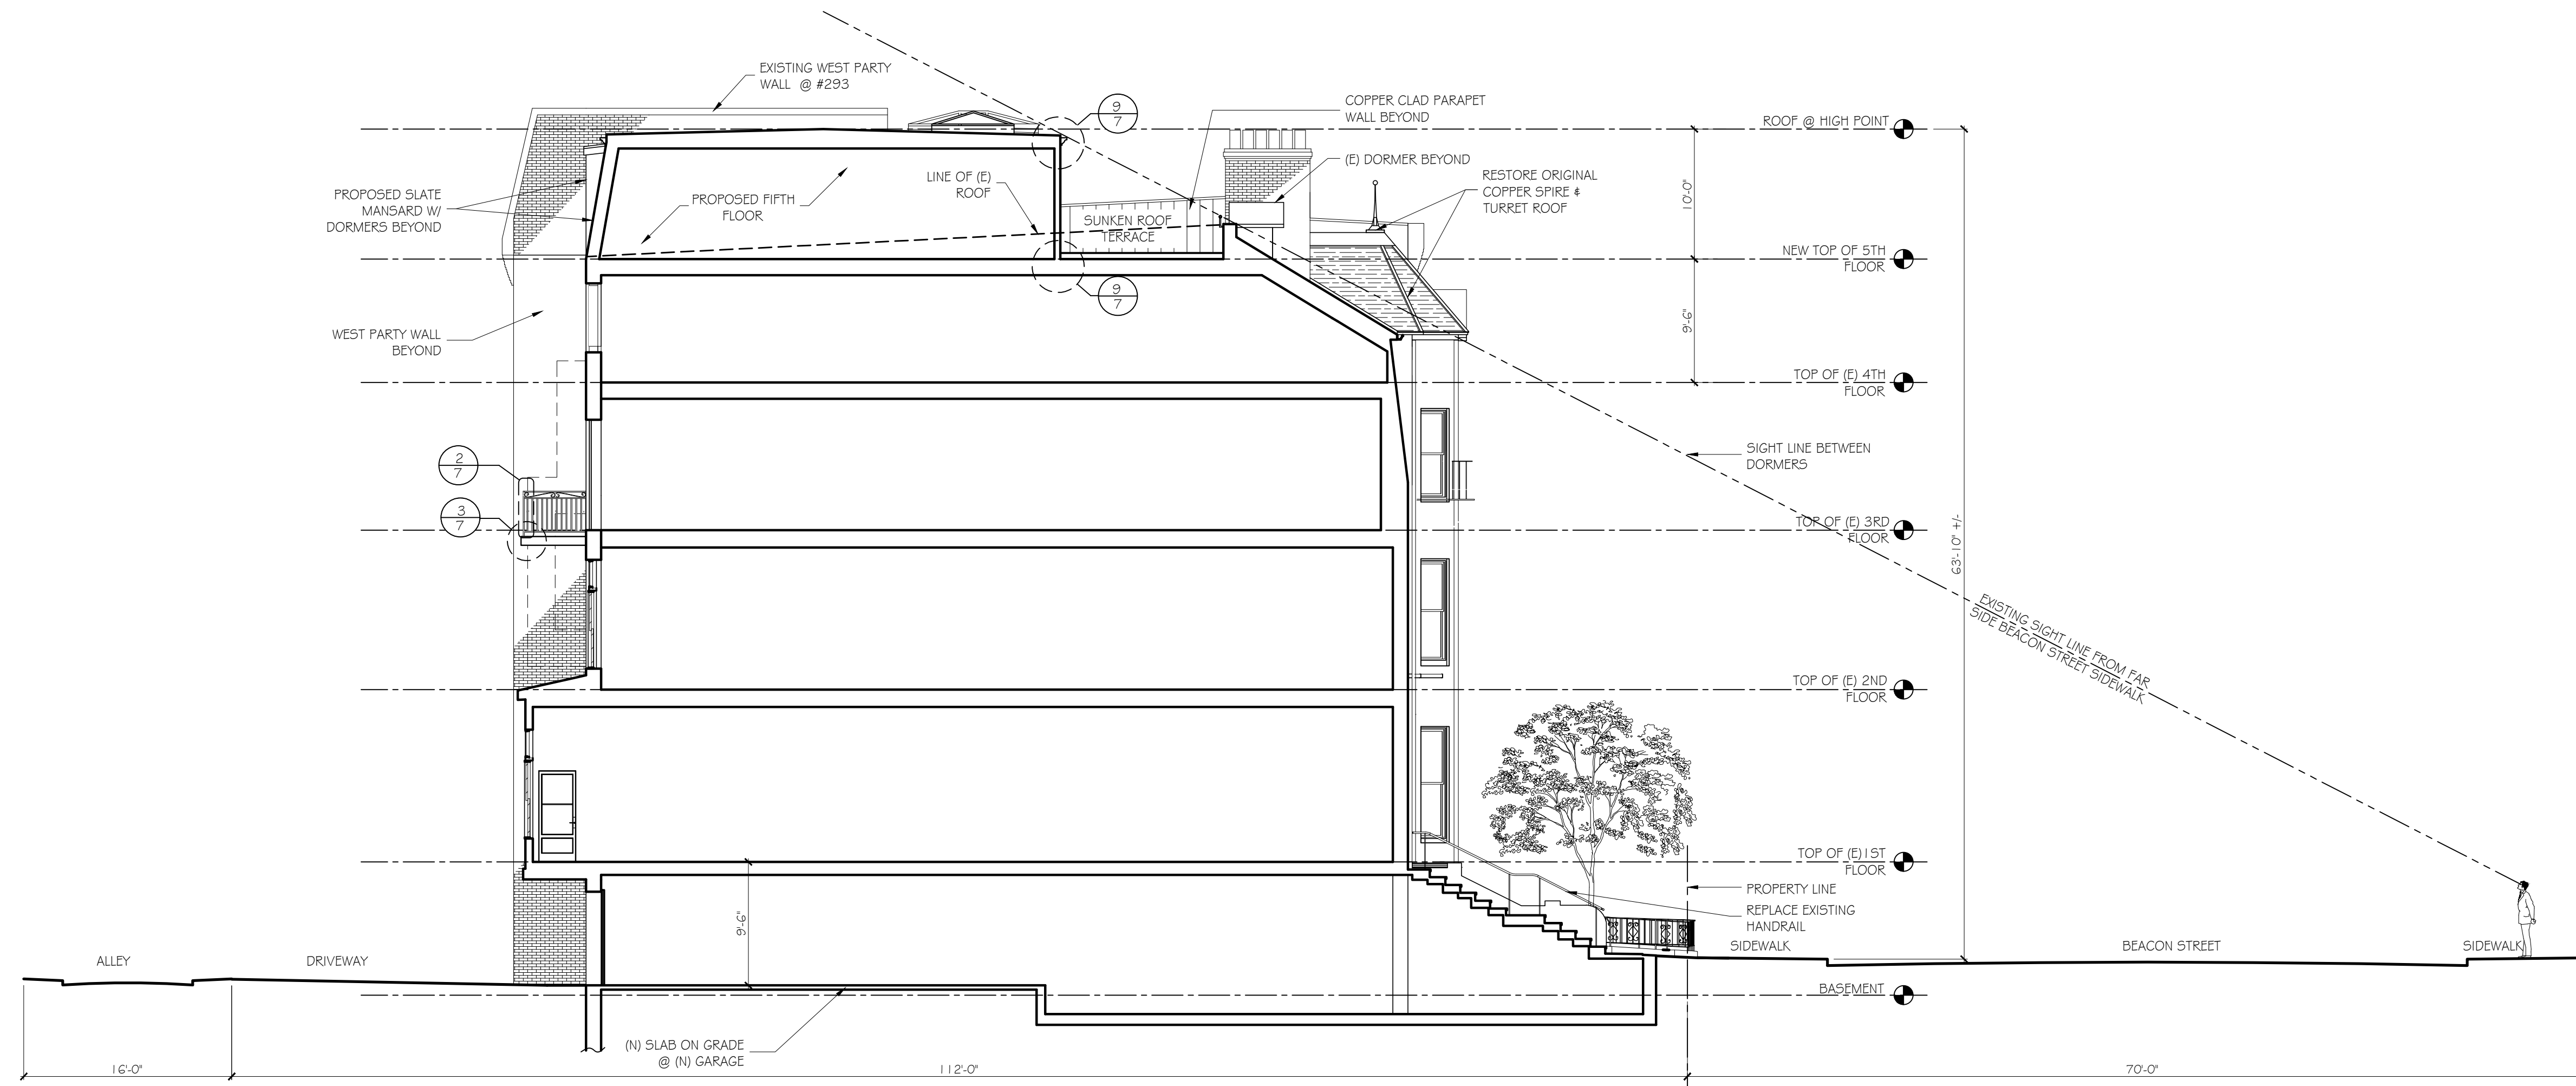 EXISTING WEST PARTY
WALL @ #293
9
7
COPPER CLAD PARAPET
WALL BEYOND
ROOF @ HIGH POINT
(E) DORMER BEYOND
RESTORE ORIGINAL
COPPER SPIRE &
TURRET ROOF
LINE OF (E)
ROOF
PROPOSED SLATE
MANSARD W/
DORMERS BEYOND
PROPOSED FIFTH
FLOOR
SUNKEN ROOF
TERRACE
10'-0"
NEW TOP OF 5TH
FLOOR
9
7
9'-6"
WEST PARTY WALL
BEYOND
TOP OF (E) 4TH
FLOOR
SIGHT LINE BETWEEN
DORMERS
2
7
3
7
TOP OF (E) 3RD
FLOOR
63'-10" +/-
EXISTING SIGHT LINE FROM FAR
SIDE BEACON STREET SIDEWALK
TOP OF (E) 2ND
FLOOR
TOP OF (E)1ST
FLOOR
PROPERTY LINE
REPLACE EXISTING
HANDRAIL
9'-6"
ALLEY
DRIVEWAY
SIDEWALK
BEACON STREET
SIDEWALK
BASEMENT
(N) SLAB ON GRADE
@ (N) GARAGE
16'-0"
112'-0"
70'-0"